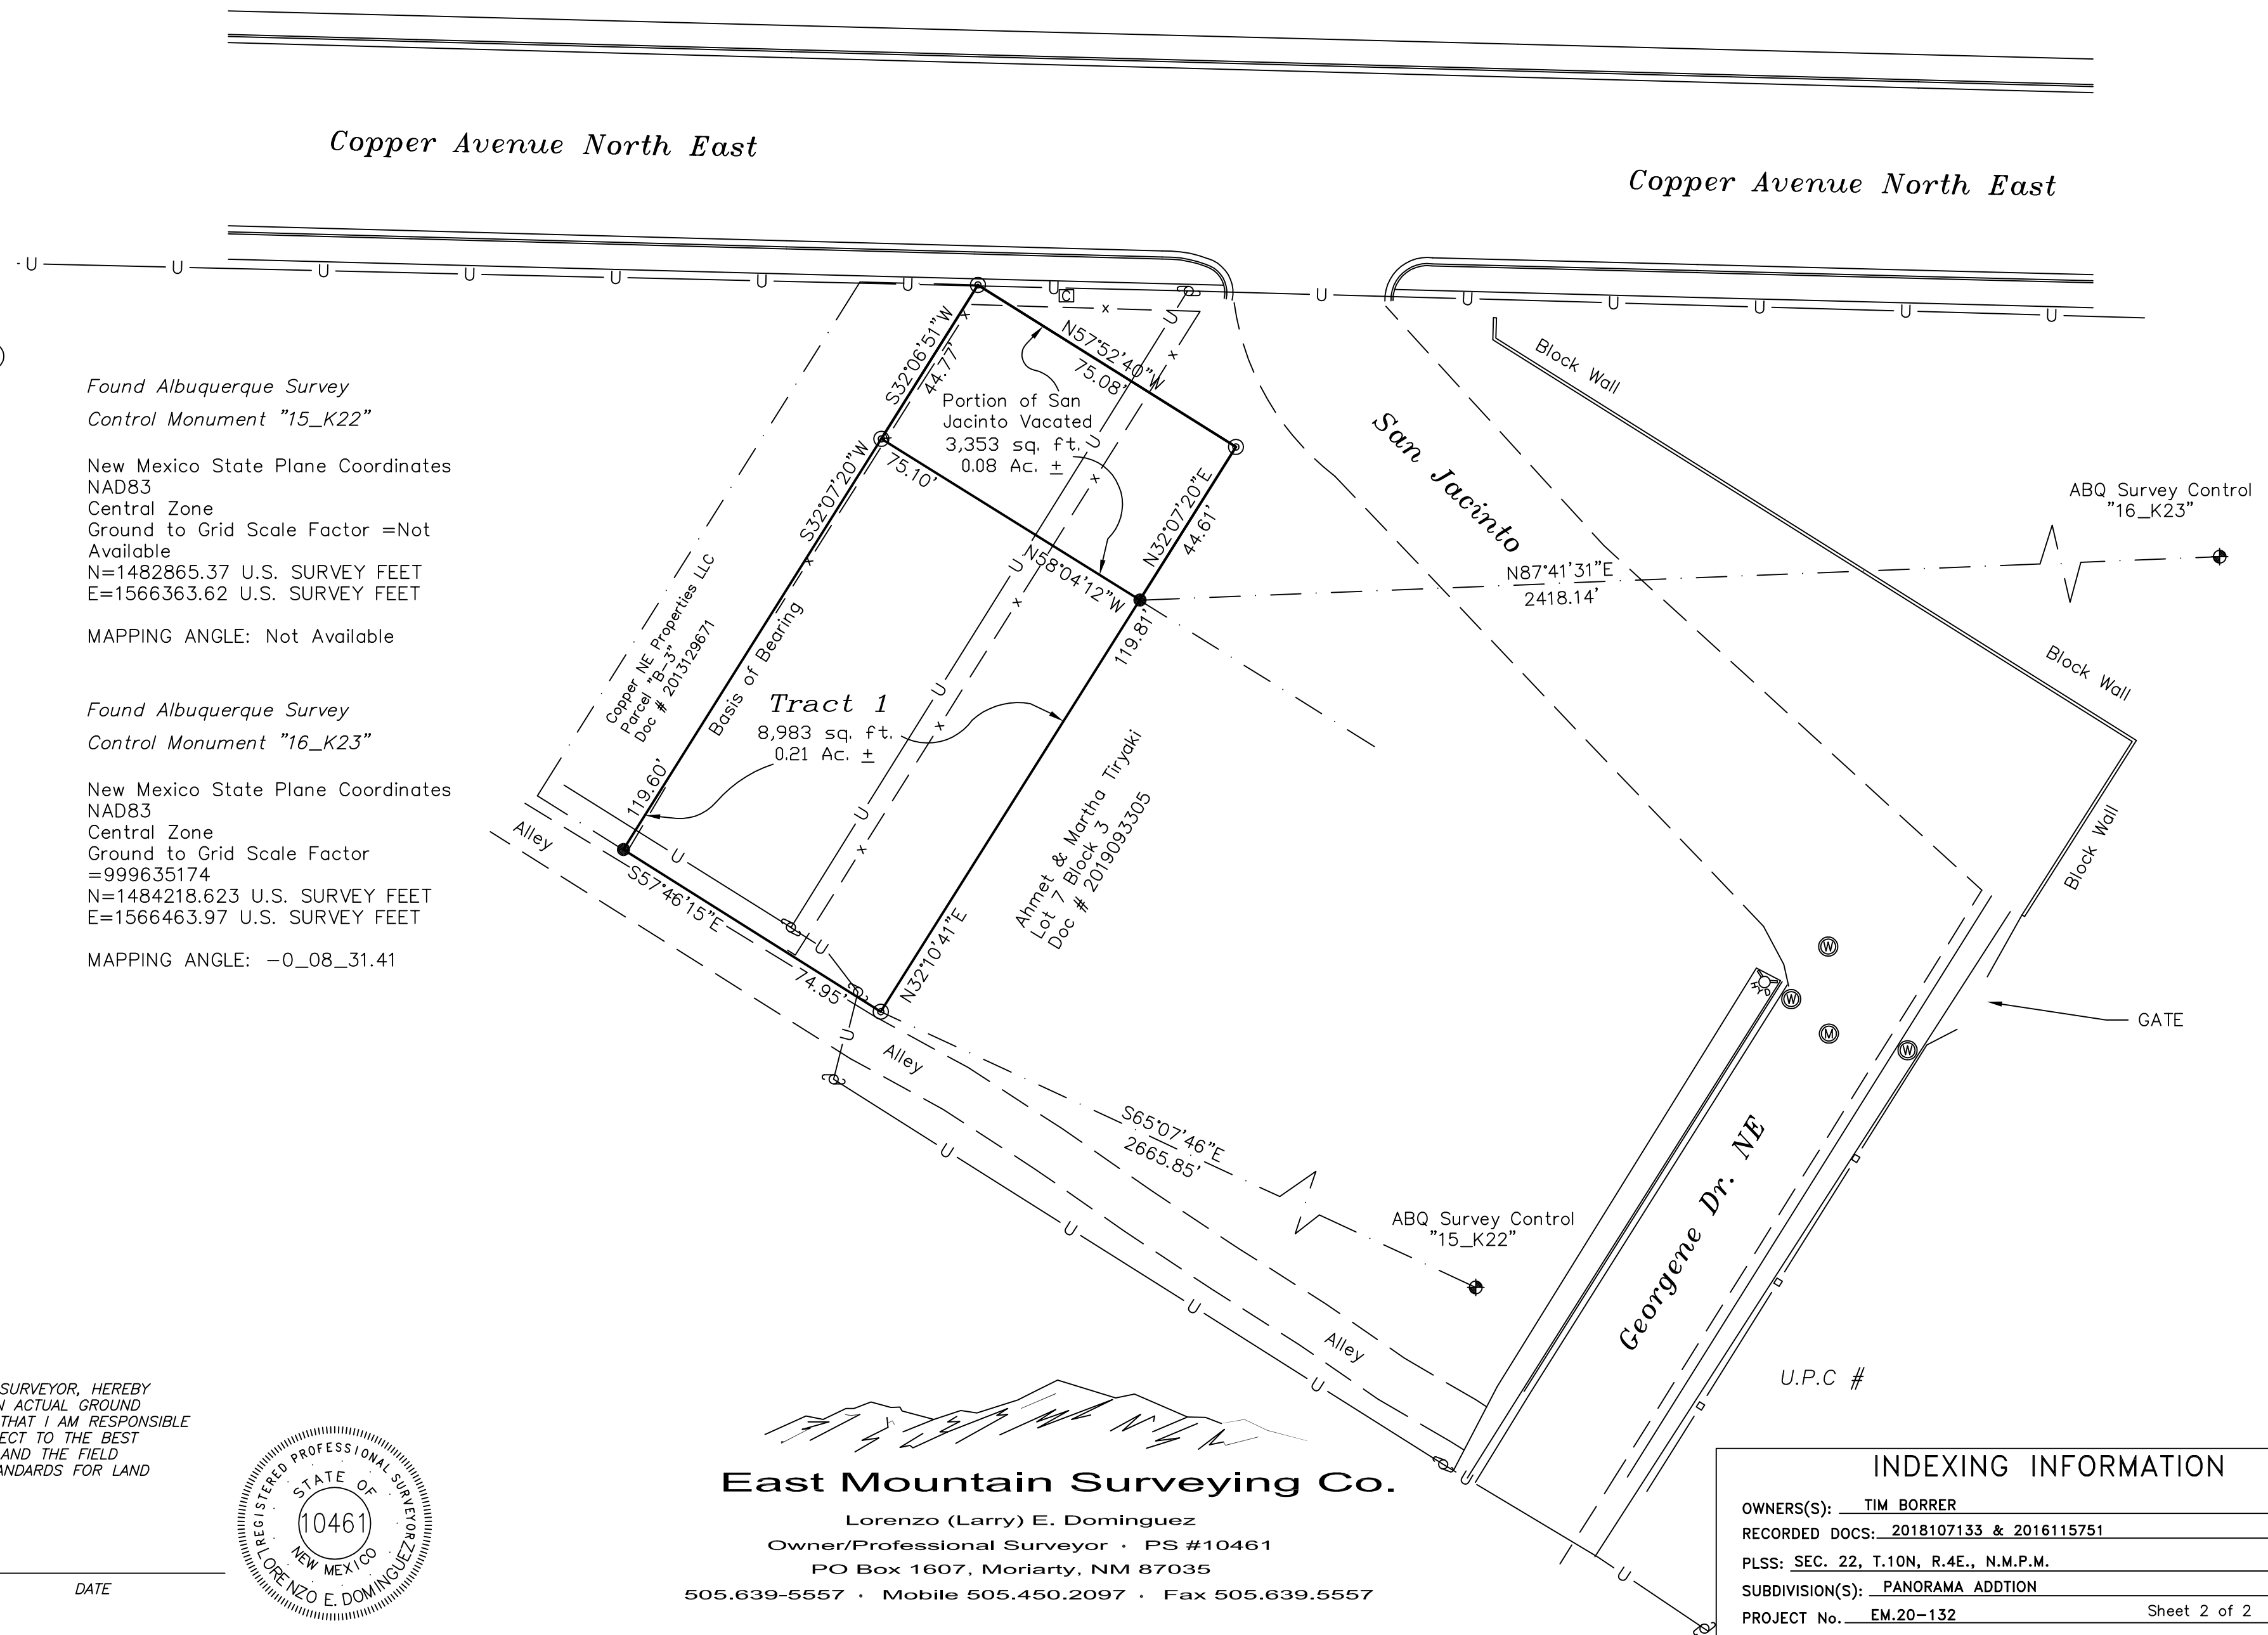 Copper Avenue North East
Copper Avenue North East
Found Albuquerque Survey
Control Monument "15_K22"
New Mexico State Plane Coordinates
NAD83
Central Zone
Ground to Grid Scale Factor =Not
Available
N=1482865.37 U.S. SURVEY FEET
E=1566363.62 U.S. SURVEY FEET
MAPPING ANGLE: Not Available
Found Albuquerque Survey
Control Monument "16_K23"
New Mexico State Plane Coordinates
NAD83
Central Zone
Ground to Grid Scale Factor
=999635174
N=1484218.623 U.S. SURVEY FEET
E=1566463.97 U.S. SURVEY FEET
MAPPING ANGLE: -0_08_31.41
S32°06'51"W
44.77'
N57°52'40"W
75.08'
Portion of San
Jacinto Vacated
3,353 sq. ft.
0.08 Ac. ±
S32°07'20"W
75.10'
N58°04'12"W
N32°07'20"E
44.61'
119.81'
Copper NE Properties LLC
Parcel "B-3"
Doc # 2013129671
Basis of Bearing
119.60'
Tract 1
8,983 sq. ft.
0.21 Ac. ±
Ahmet & Martha Tiryaki
Lot 7 Block 3
Doc # 2019093305
N32°10'41"E
S57°46'15"E
74.95'
Alley
Alley
Alley
San Jacinto
N87°41'31"E
2418.14'
ABQ Survey Control
"16_K23"
Block Wall
Block Wall
Block Wall
GATE
HYD
W
W
M
W
C
U
S65°07'46"E
2665.85'
ABQ Survey Control
"15_K22"
Georgene Dr. NE
U.P.C #
SURVEYOR, HEREBY
ACTUAL GROUND
THAT I AM RESPONSIBLE
ECT TO THE BEST
AND THE FIELD
ANDARDS FOR LAND
DATE
REGISTERED PROFESSIONAL SURVEYOR
STATE OF
10461
NEW MEXICO
LORENZO E. DOMINGUEZ
East Mountain Surveying Co.
Lorenzo (Larry) E. Dominguez
Owner/Professional Surveyor · PS #10461
PO Box 1607, Moriarty, NM 87035
505.639-5557 · Mobile 505.450.2097 · Fax 505.639.5557
INDEXING INFORMATION
OWNERS(S): TIM BORRER
RECORDED DOCS: 2018107133 & 2016115751
PLSS: SEC. 22, T.10N, R.4E., N.M.P.M.
SUBDIVISION(S): PANORAMA ADDTION
PROJECT No. EM.20-132
Sheet 2 of 2